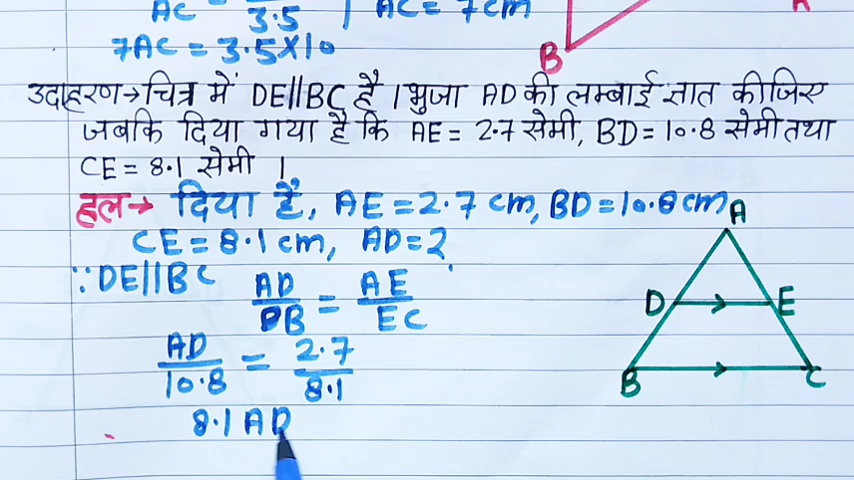 AC 3.5 | AC = 7cm
7AC = 3.5×10
B
उदाहरण→चित्र में DE||BC है । भुजा AD की लम्बाई ज्ञात कीजिए
जबकि दिया गया है कि AE = 2.7 सेमी, BD = 10.8 सेमी तथा
CE = 8.1 सेमी ।
हल→ दिया है, AE = 2.7 cm, BD = 10.8 cm
CE = 8.1 cm, AD = ?
∵ DE||BC
AD/DB = AE/EC
AD/10.8 = 2.7/8.1
8.1 AD
A
D E
B C